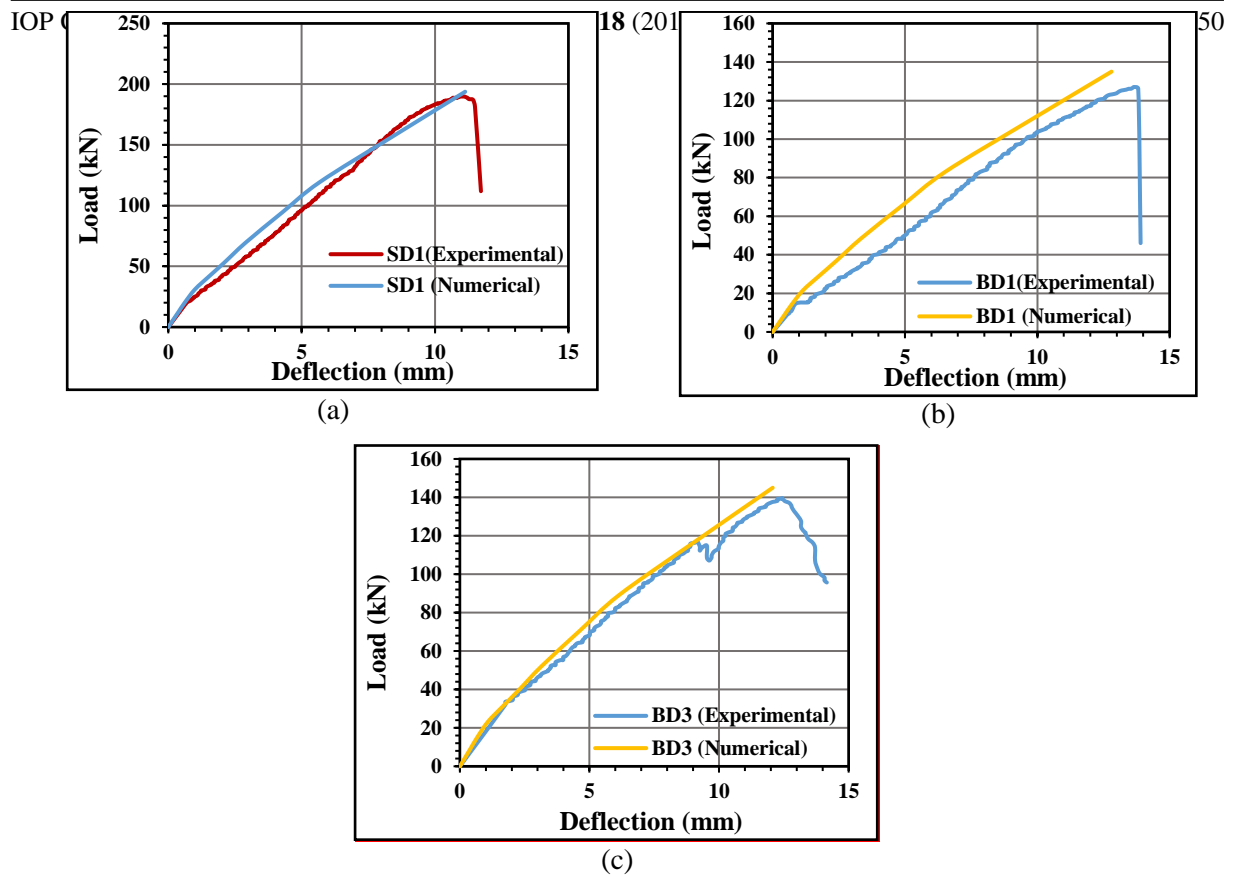 IOP
18 (201
50
250
200
150
100
50
0
0 5 10 15
Load (kN)
Deflection (mm)
SD1(Experimental)
SD1 (Numerical)
(a)
160
140
120
100
80
60
40
20
0
0 5 10 15
Load (kN)
Deflection (mm)
BD1(Experimental)
BD1 (Numerical)
(b)
160
140
120
100
80
60
40
20
0
0 5 10 15
Load (kN)
Deflection (mm)
BD3 (Experimental)
BD3 (Numerical)
(c)